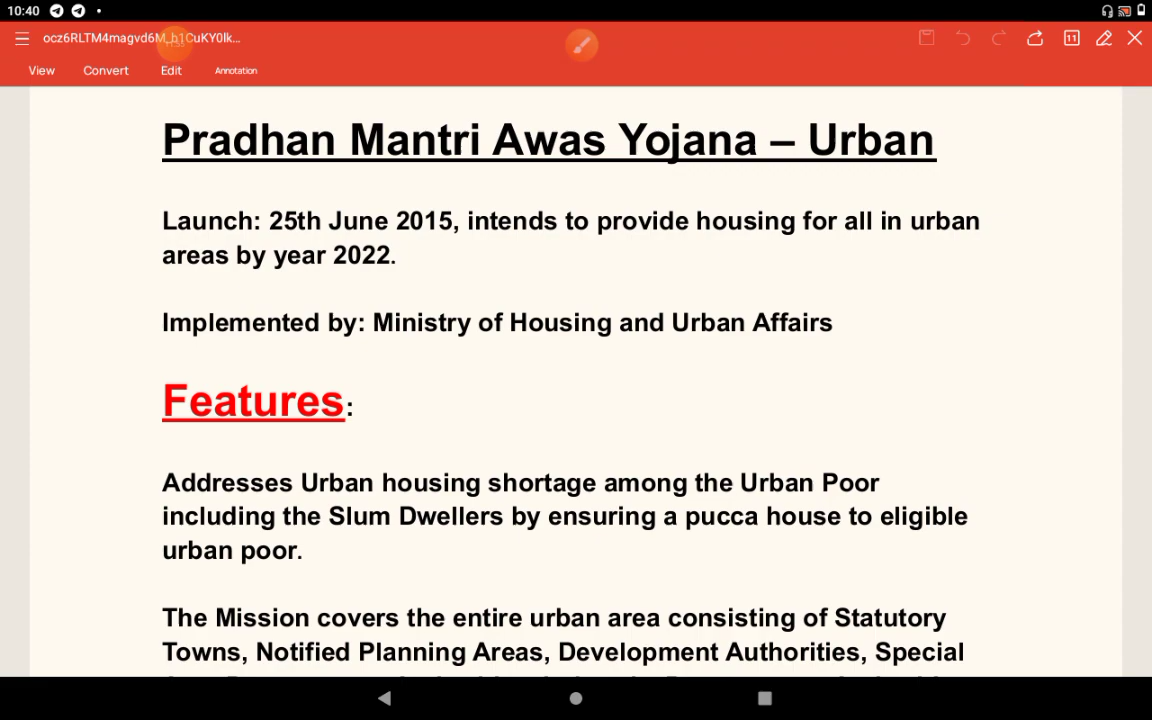 10:40
ocz6RLTM4magvd6M_h1CuKY0lk...
11
View Convert Edit Annotation
Pradhan Mantri Awas Yojana – Urban
Launch: 25th June 2015, intends to provide housing for all in urban
areas by year 2022.
Implemented by: Ministry of Housing and Urban Affairs
Features:
Addresses Urban housing shortage among the Urban Poor
including the Slum Dwellers by ensuring a pucca house to eligible
urban poor.
The Mission covers the entire urban area consisting of Statutory
Towns, Notified Planning Areas, Development Authorities, Special